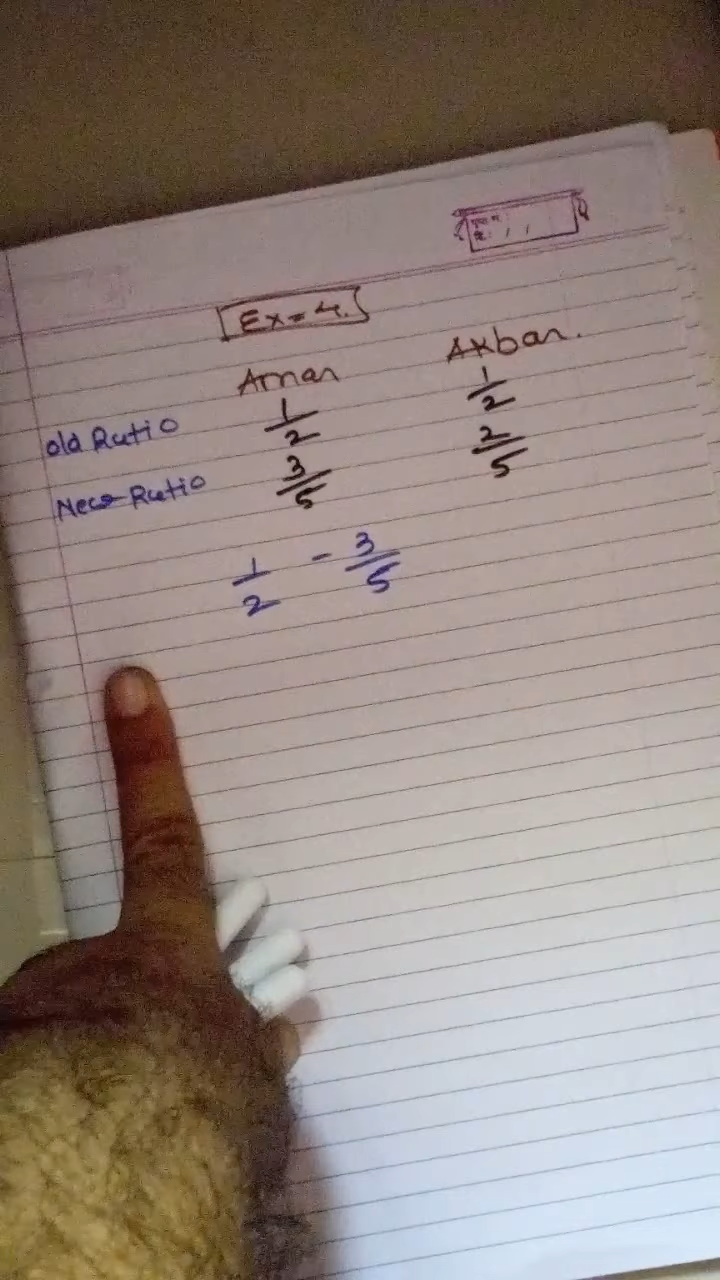 Ex=4.
Aman Akbar.
old Ratio 1/2 1/2
New Ratio 3/5 2/5
1/2 - 3/5